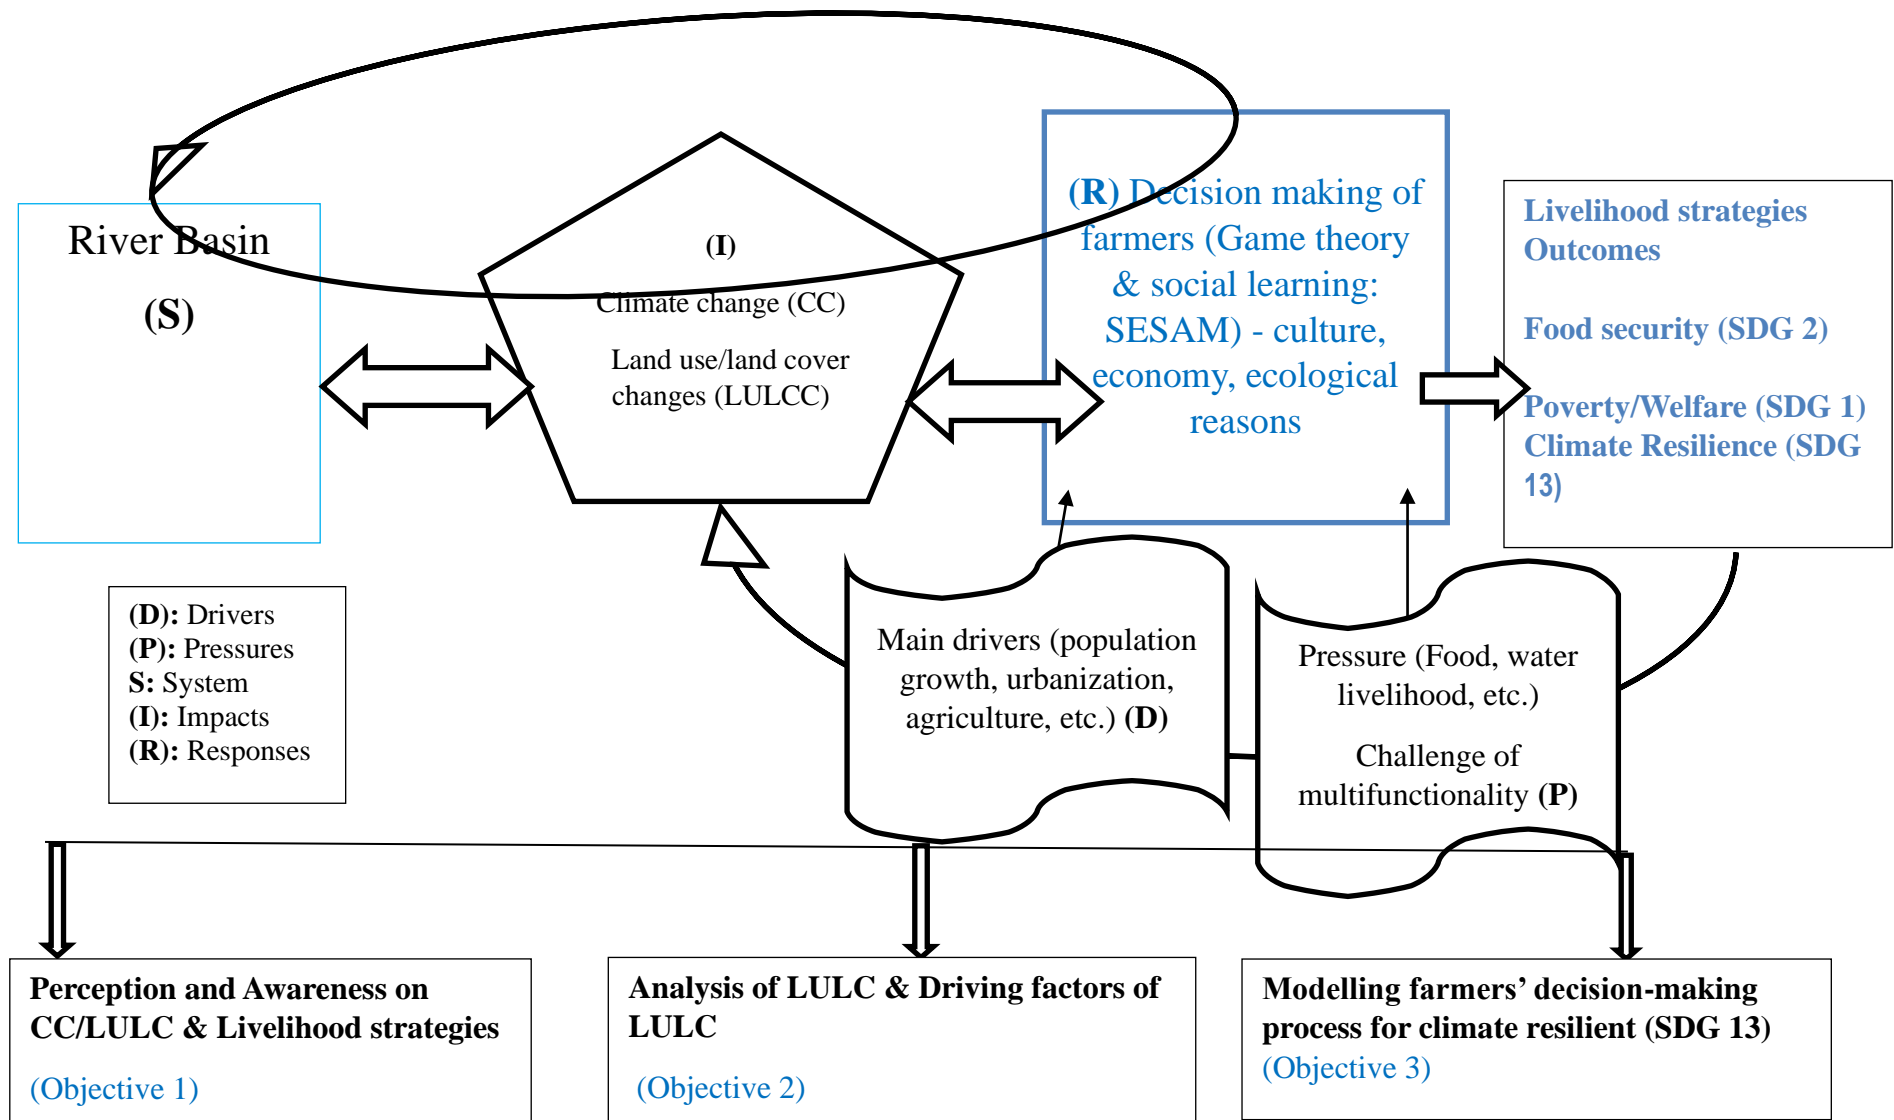 River Basin
(S)
(I)
Climate change (CC)
Land use/land cover
changes (LULCC)
(R) Decision making of
farmers (Game theory
& social learning:
SESAM) - culture,
economy, ecological
reasons
Livelihood strategies
Outcomes
Food security (SDG 2)
Poverty/Welfare (SDG 1)
Climate Resilience (SDG
13)
(D): Drivers
(P): Pressures
S: System
(I): Impacts
(R): Responses
Main drivers (population
growth, urbanization,
agriculture, etc.) (D)
Pressure (Food, water
livelihood, etc.)
Challenge of
multifunctionality (P)
Perception and Awareness on
CC/LULC & Livelihood strategies
(Objective 1)
Analysis of LULC & Driving factors of
LULC
(Objective 2)
Modelling farmers’ decision-making
process for climate resilient (SDG 13)
(Objective 3)